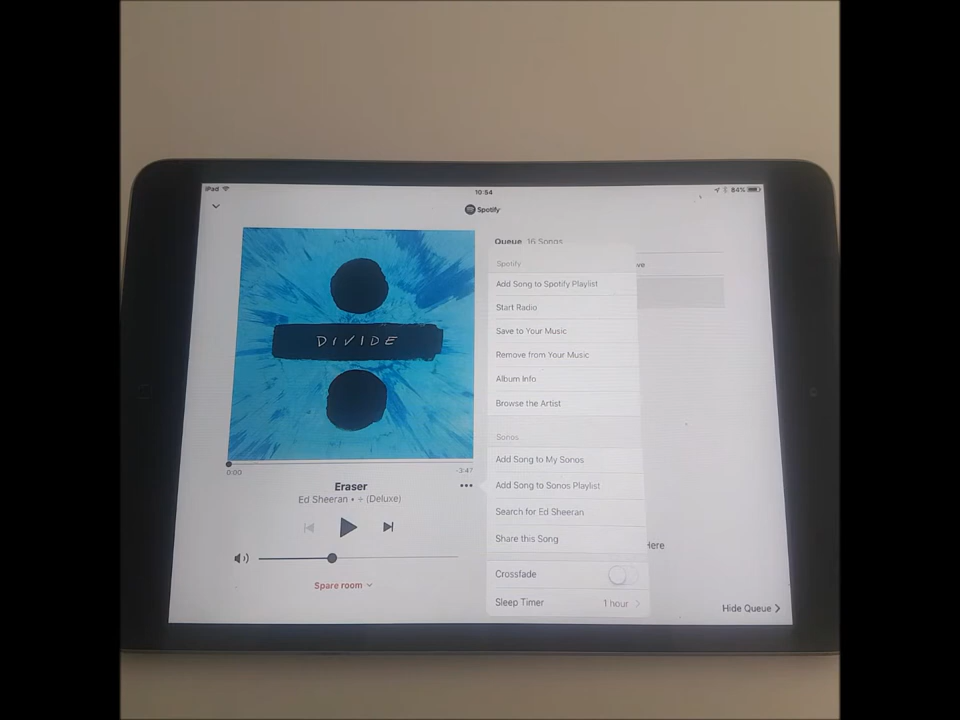 iPad
10:54
84%
Spotify
DIVIDE
0:00
-3:47
Eraser
Ed Sheeran • ÷ (Deluxe)
Spare room
Queue 16 Songs
Spotify
Add Song to Spotify Playlist
Start Radio
Save to Your Music
Remove from Your Music
Album Info
Browse the Artist
Sonos
Add Song to My Sonos
Add Song to Sonos Playlist
Search for Ed Sheeran
Share this Song
Crossfade
Sleep Timer 1 hour
Here
Hide Queue